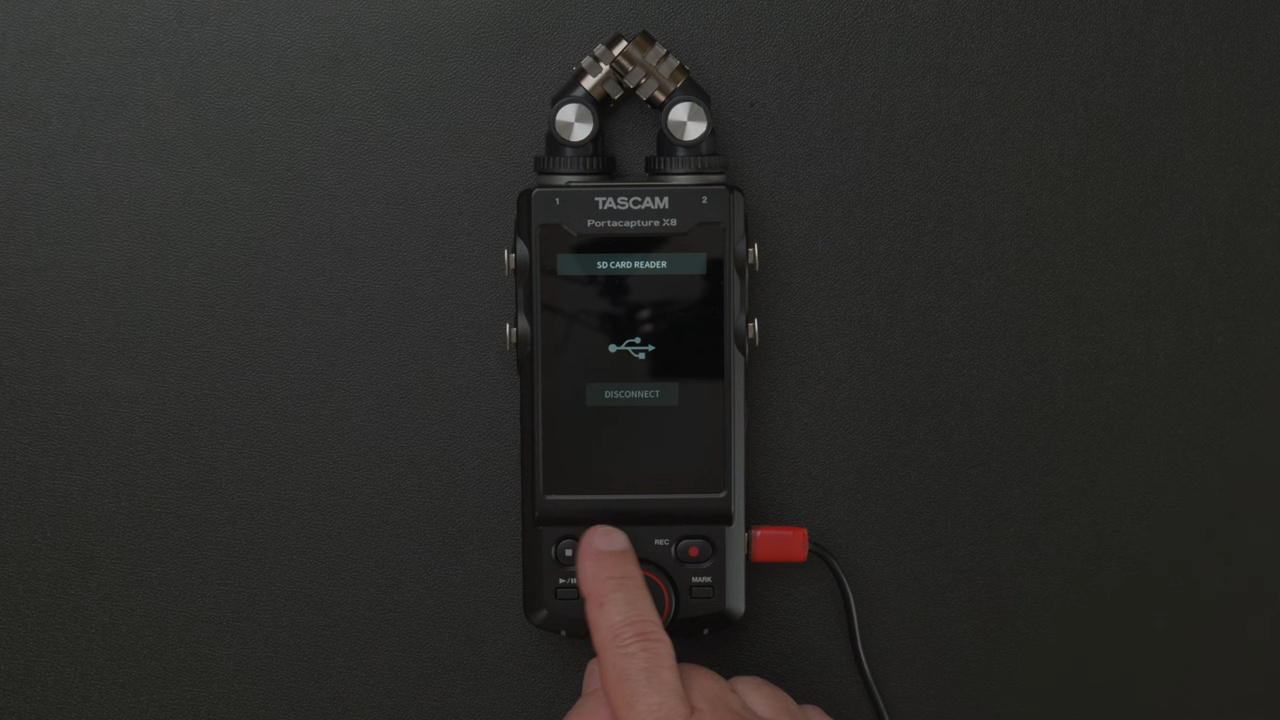 1 TASCAM 2
Portacapture X8
SD CARD READER
DISCONNECT
REC
MARK